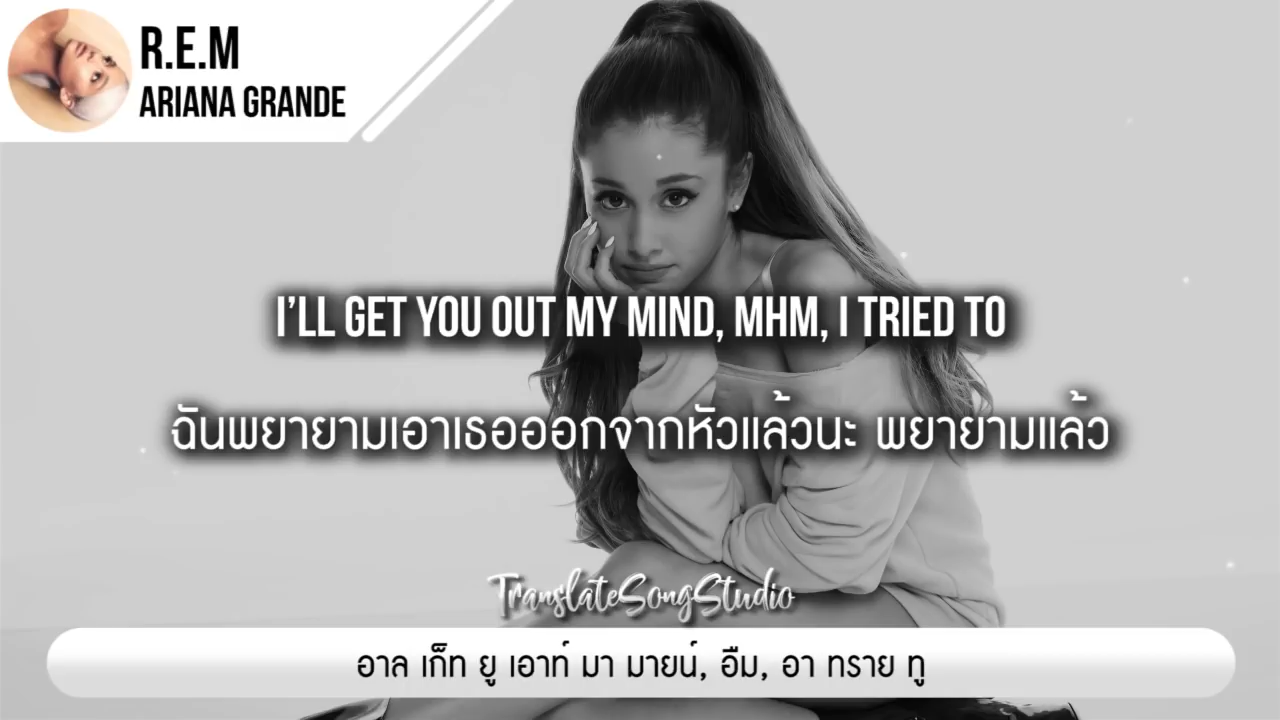 R.E.M
ARIANA GRANDE
I'LL GET YOU OUT MY MIND, MHM, I TRIED TO
ฉันพยายามเอาเธอออกจากหัวแล้วนะ พยายามแล้ว
TranslateSongStudio
อาล เก็ท ยู เอาท์ มา มายน์, อืม, อา ทราย ทู